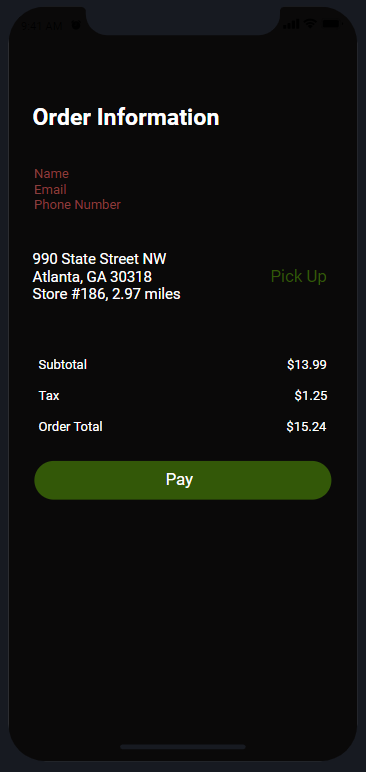 Order Information
Name
Email
Phone Number
990 State Street NW
Atlanta, GA 30318
Store #186, 2.97 miles
Pick Up
Subtotal $13.99
Tax $1.25
Order Total $15.24
Pay